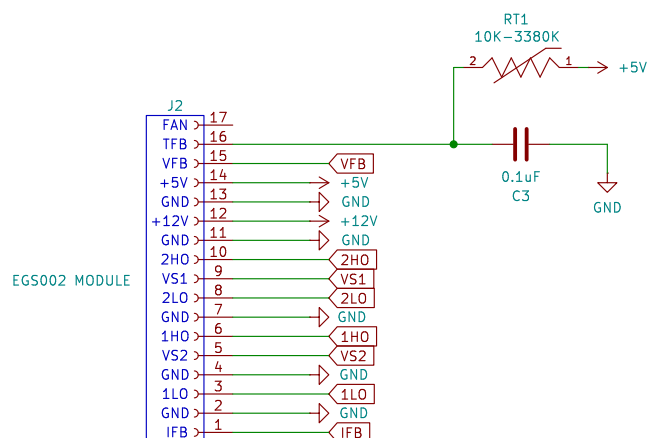 RT1
10K-3380K
2
1
+5V
J2
FAN 17
TFB 16
VFB 15 VFB
+5V 14 +5V
GND 13 GND
+12V 12 +12V
GND 11 GND
2HO 10 2HO
VS1 9 VS1
2LO 8 2LO
GND 7 GND
1HO 6 1HO
VS2 5 VS2
GND 4 GND
1LO 3 1LO
GND 2 GND
IFB 1 IFB
0.1uF
C3
GND
EGS002 MODULE